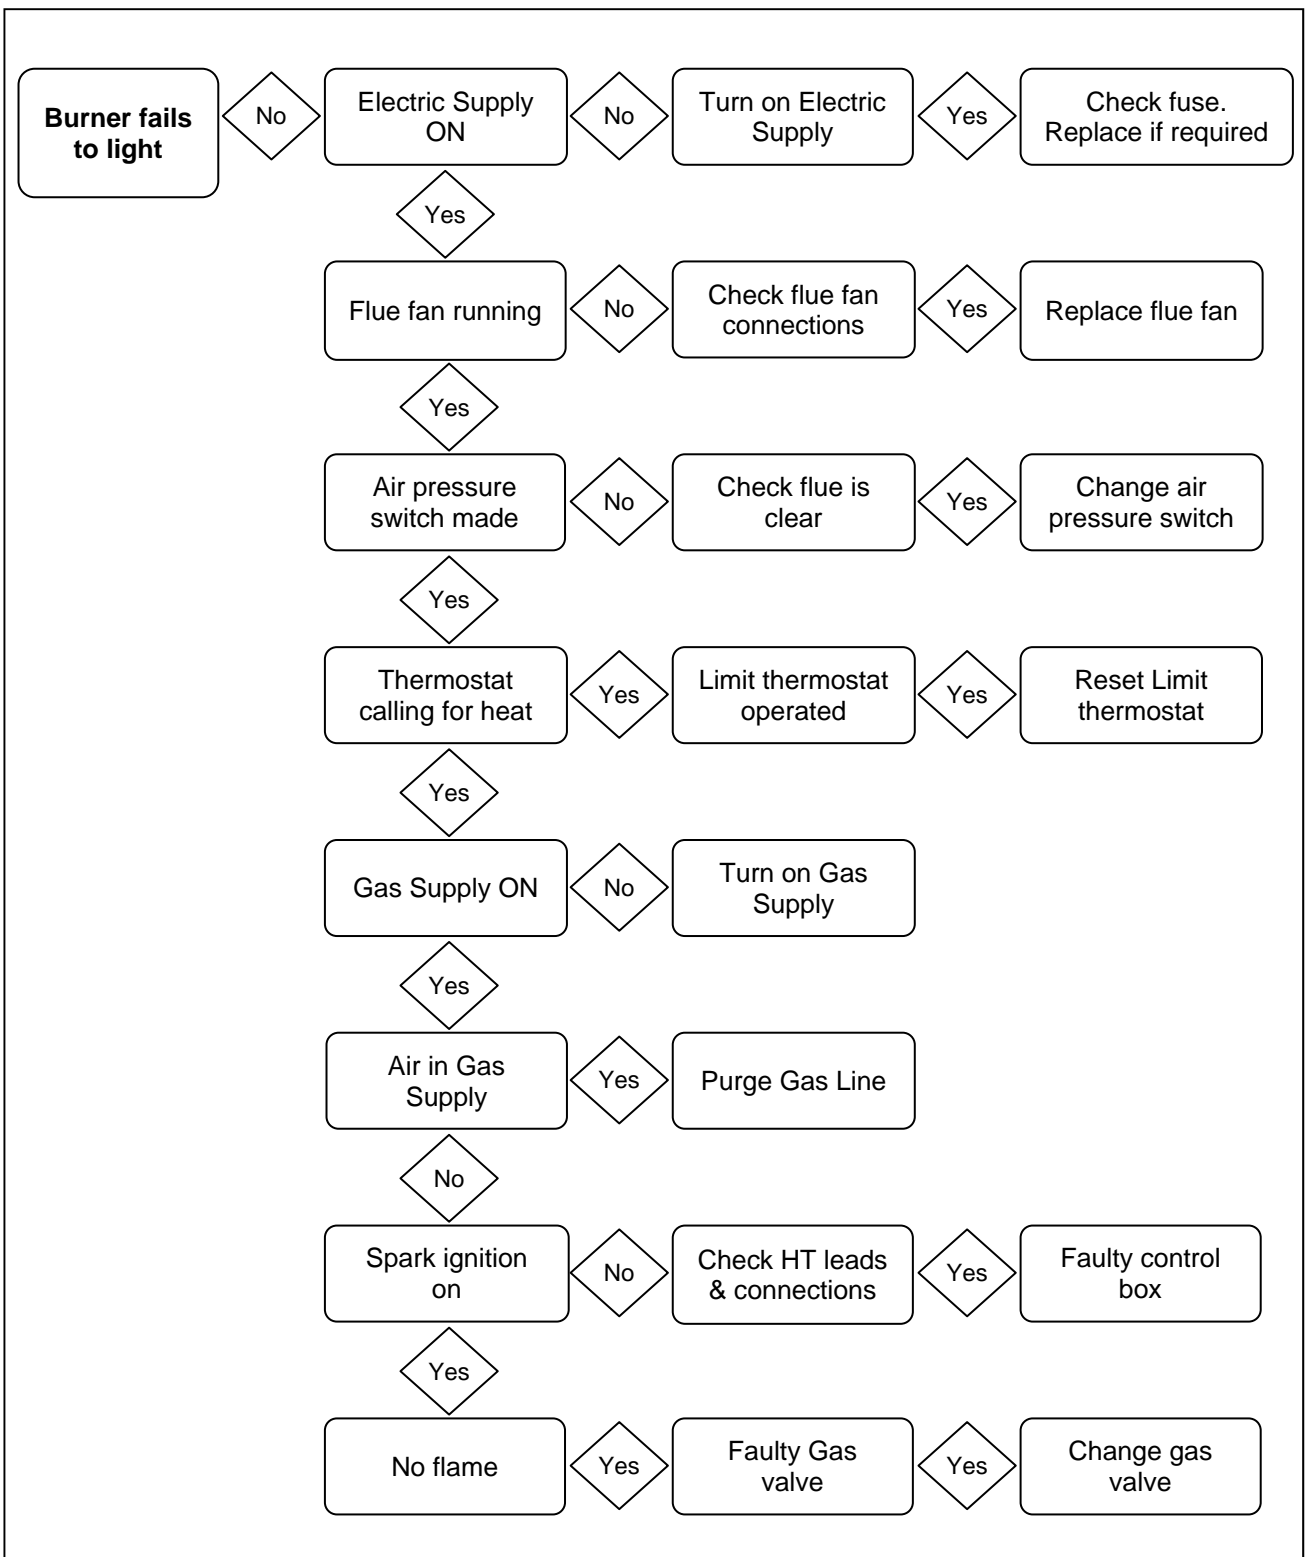 Burner fails
to light
No
Electric Supply
ON
No
Turn on Electric
Supply
Yes
Check fuse.
Replace if required
Yes
Flue fan running
No
Check flue fan
connections
Yes
Replace flue fan
Yes
Air pressure
switch made
No
Check flue is
clear
Yes
Change air
pressure switch
Yes
Thermostat
calling for heat
Yes
Limit thermostat
operated
Yes
Reset Limit
thermostat
Yes
Gas Supply ON
No
Turn on Gas
Supply
Yes
Air in Gas
Supply
Yes
Purge Gas Line
No
Spark ignition
on
No
Check HT leads
& connections
Yes
Faulty control
box
Yes
No flame
Yes
Faulty Gas
valve
Yes
Change gas
valve